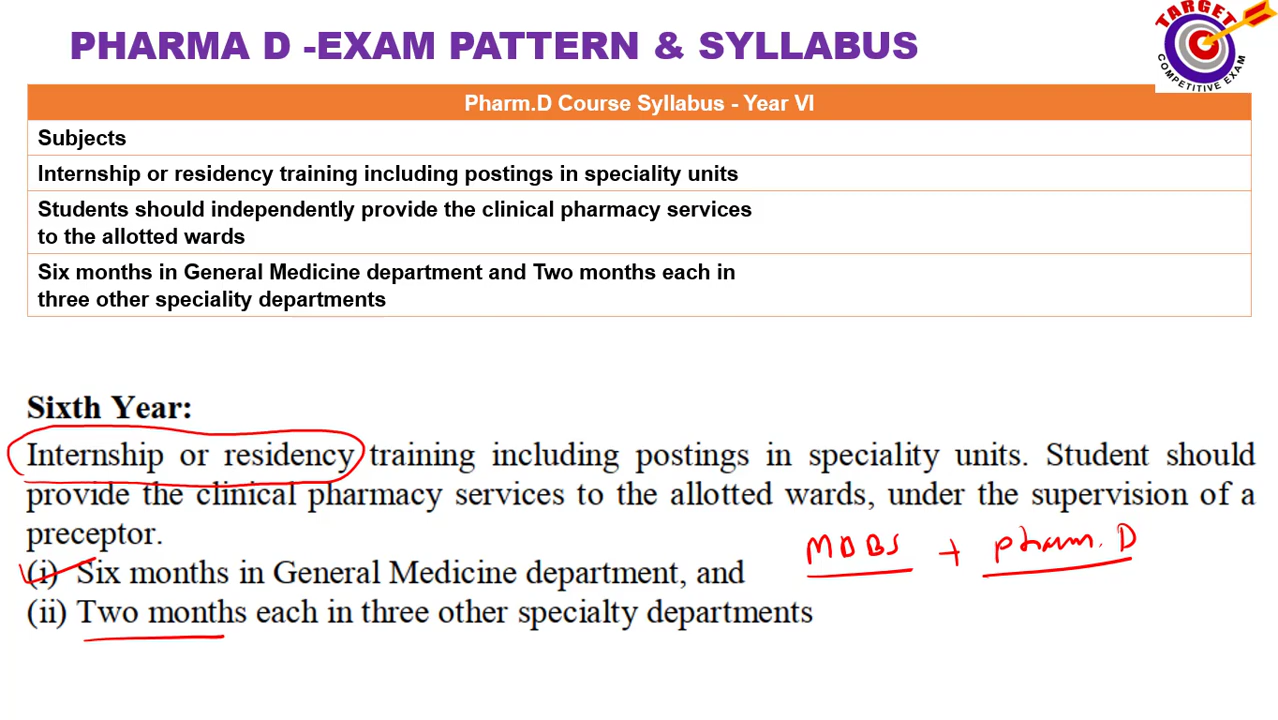 PHARMA D -EXAM PATTERN & SYLLABUS
TARGET
COMPETITIVE EXAM
Pharm.D Course Syllabus - Year VI
Subjects
Internship or residency training including postings in speciality units
Students should independently provide the clinical pharmacy services
to the allotted wards
Six months in General Medicine department and Two months each in
three other speciality departments
Sixth Year:
Internship or residency training including postings in speciality units. Student should
provide the clinical pharmacy services to the allotted wards, under the supervision of a
preceptor.
MBBS + pharm. D
(i) Six months in General Medicine department, and
(ii) Two months each in three other specialty departments